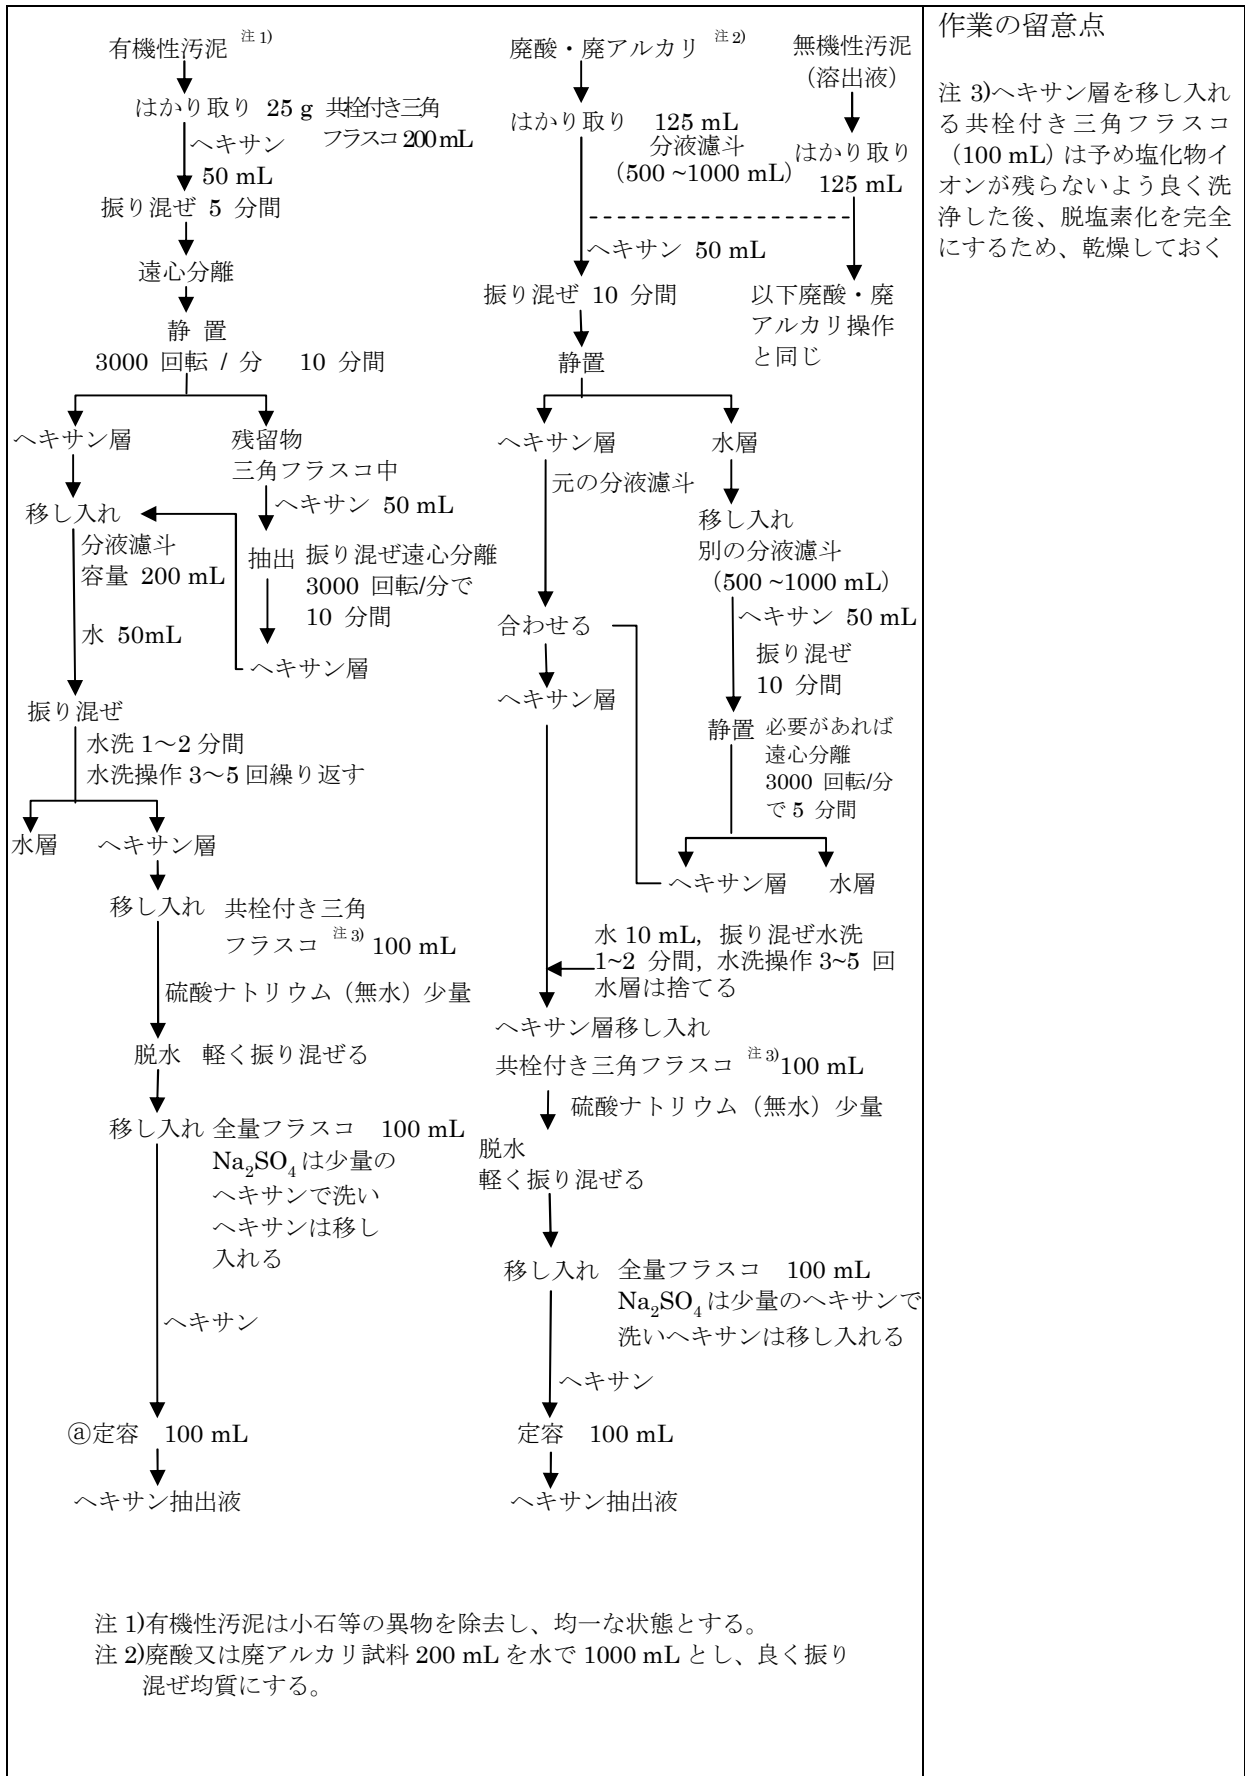 有機性汚泥 注1)
はかり取り 25 g 共栓付き三角
フラスコ200mL
ヘキサン
50 mL
振り混ぜ 5 分間
遠心分離
静 置
3000 回転 / 分 10 分間
ヘキサン層
残留物
三角フラスコ中
ヘキサン 50 mL
移し入れ
分液濾斗
容量 200 mL
抽出 振り混ぜ遠心分離
3000 回転/分で
10 分間
水 50mL
ヘキサン層
振り混ぜ
水洗 1～2 分間
水洗操作 3～5 回繰り返す
水層
ヘキサン層
移し入れ 共栓付き三角
フラスコ 注3) 100 mL
硫酸ナトリウム（無水）少量
脱水 軽く振り混ぜる
移し入れ 全量フラスコ 100 mL
Na2SO4は少量の
ヘキサンで洗い
ヘキサンは移し
入れる
ヘキサン
ⓐ定容 100 mL
ヘキサン抽出液
廃酸・廃アルカリ 注2)
はかり取り 125 mL
分液濾斗
(500 ~1000 mL)
無機性汚泥
（溶出液）
はかり取り
125 mL
ヘキサン 50 mL
振り混ぜ 10 分間
以下廃酸・廃
アルカリ操作
と同じ
静置
ヘキサン層
水層
元の分液濾斗
移し入れ
別の分液濾斗
（500 ~1000 mL）
ヘキサン 50 mL
振り混ぜ
10 分間
合わせる
ヘキサン層
静置 必要があれば
遠心分離
3000 回転/分
で 5 分間
ヘキサン層
水層
水 10 mL，振り混ぜ水洗
1~2 分間，水洗操作 3~5 回
水層は捨てる
ヘキサン層移し入れ
共栓付き三角フラスコ 注3)100 mL
硫酸ナトリウム（無水）少量
脱水
軽く振り混ぜる
移し入れ 全量フラスコ 100 mL
Na2SO4は少量のヘキサンで
洗いヘキサンは移し入れる
ヘキサン
定容 100 mL
ヘキサン抽出液
注 1)有機性汚泥は小石等の異物を除去し、均一な状態とする。
注 2)廃酸又は廃アルカリ試料 200 mL を水で 1000 mL とし、良く振り
混ぜ均質にする。
作業の留意点
注 3)ヘキサン層を移し入れ
る共栓付き三角フラスコ
（100 mL）は予め塩化物イ
オンが残らないよう良く洗
浄した後、脱塩素化を完全
にするため、乾燥しておく